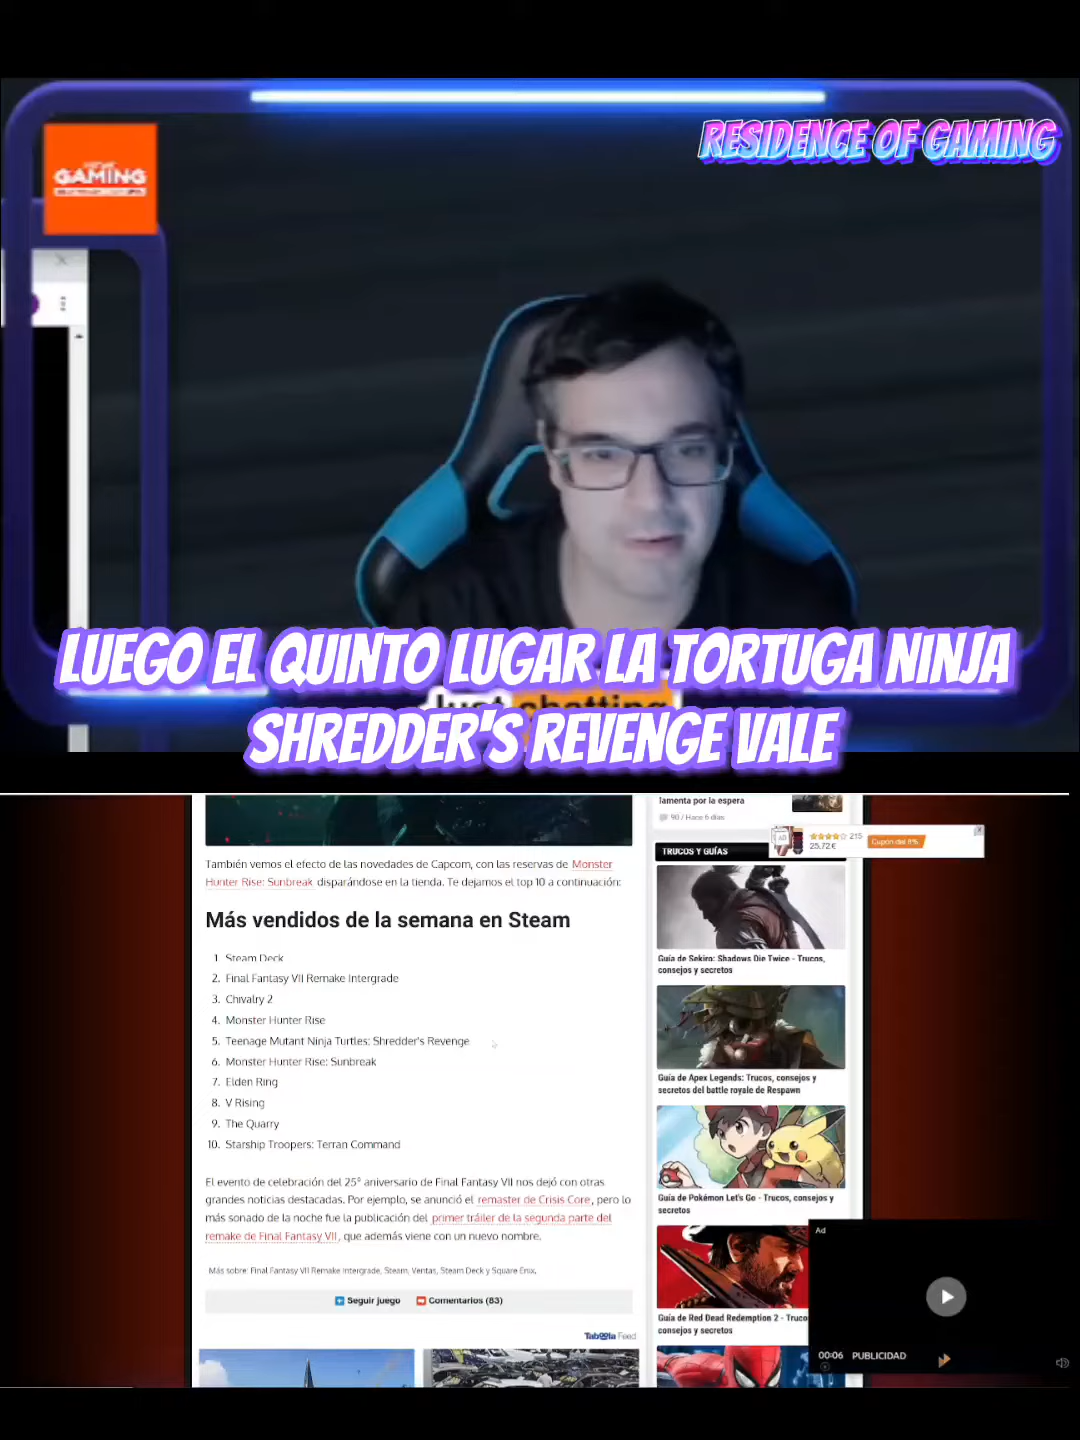 RESIDENCE OF GAMING
GAMING
LUEGO EL QUINTO LUGAR LA TORTUGA NINJA
SHREDDER'S REVENGE VALE
También vemos el efecto de las novedades de Capcom, con las reservas de Monster
Hunter Rise: Sunbreak disparándose en la tienda. Te dejamos el top 10 a continuación:
Más vendidos de la semana en Steam
1. Steam Deck
2. Final Fantasy VII Remake Intergrade
3. Chivalry 2
4. Monster Hunter Rise
5. Teenage Mutant Ninja Turtles: Shredder's Revenge
6. Monster Hunter Rise: Sunbreak
7. Elden Ring
8. V Rising
9. The Quarry
10. Starship Troopers: Terran Command
El evento de celebración del 25º aniversario de Final Fantasy VII nos dejó con otras
grandes noticias destacadas. Por ejemplo, se anunció el remaster de Crisis Core, pero lo
más sonado de la noche fue la publicación del primer tráiler de la segunda parte del
remake de Final Fantasy VII, que además viene con un nuevo nombre.
Más sobre: Final Fantasy VII Remake Intergrade, Steam, Ventas, Steam Deck y Square Enix.
Seguir juego
Comentarios (83)
Taboola Feed
lamenta por la espera
90 / Hace 6 días
215
25,72 €
Cupón del 8%
TRUCOS Y GUÍAS
Guía de Sekiro: Shadows Die Twice - Trucos,
consejos y secretos
Guía de Apex Legends: Trucos, consejos y
secretos del battle royale de Respawn
Guía de Pokémon Let's Go - Trucos, consejos y
secretos
Guía de Red Dead Redemption 2 - Truco
consejos y secretos
Ad
00:06 PUBLICIDAD